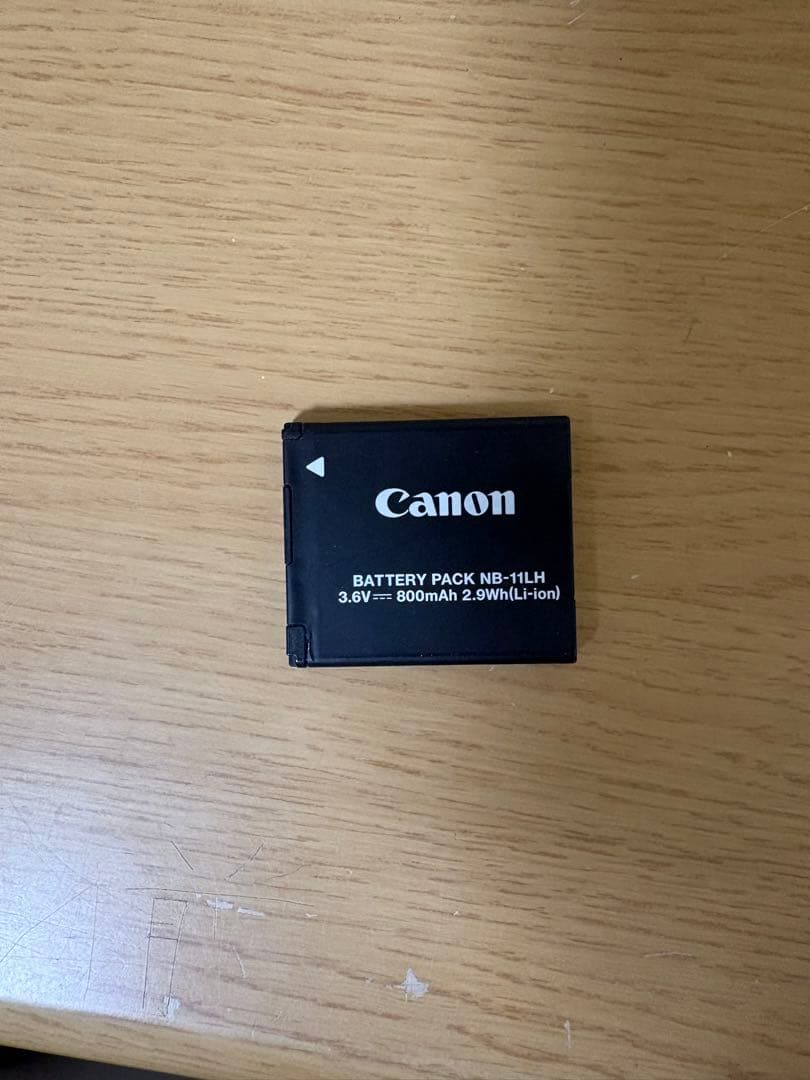 Canon
BATTERY PACK NB-11LH
3.6V⎓ 800mAh 2.9Wh(Li-ion)